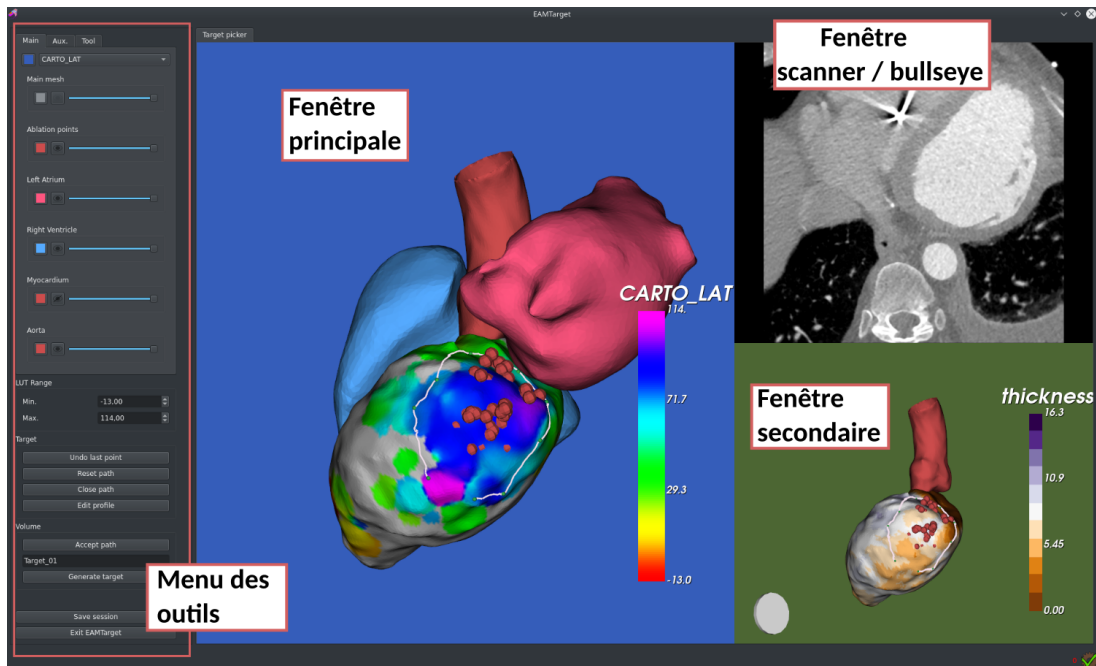 EAMTarget
Main Aux. Tool
CARTO_LAT
Main mesh
Ablation points
Left Atrium
Right Ventricle
Myocardium
Aorta
LUT Range
Min. -13,00
Max. 114,00
Target
Undo last point
Reset path
Close path
Edit profile
Volume
Accept path
Target_01
Generate target
Save session
Exit EAMTarget
Menu des
outils
Target picker
Fenêtre
principale
CARTO_LAT
114.
71.7
29.3
-13.0
Fenêtre
scanner / bullseye
Fenêtre
secondaire
thickness
16.3
10.9
5.45
0.00